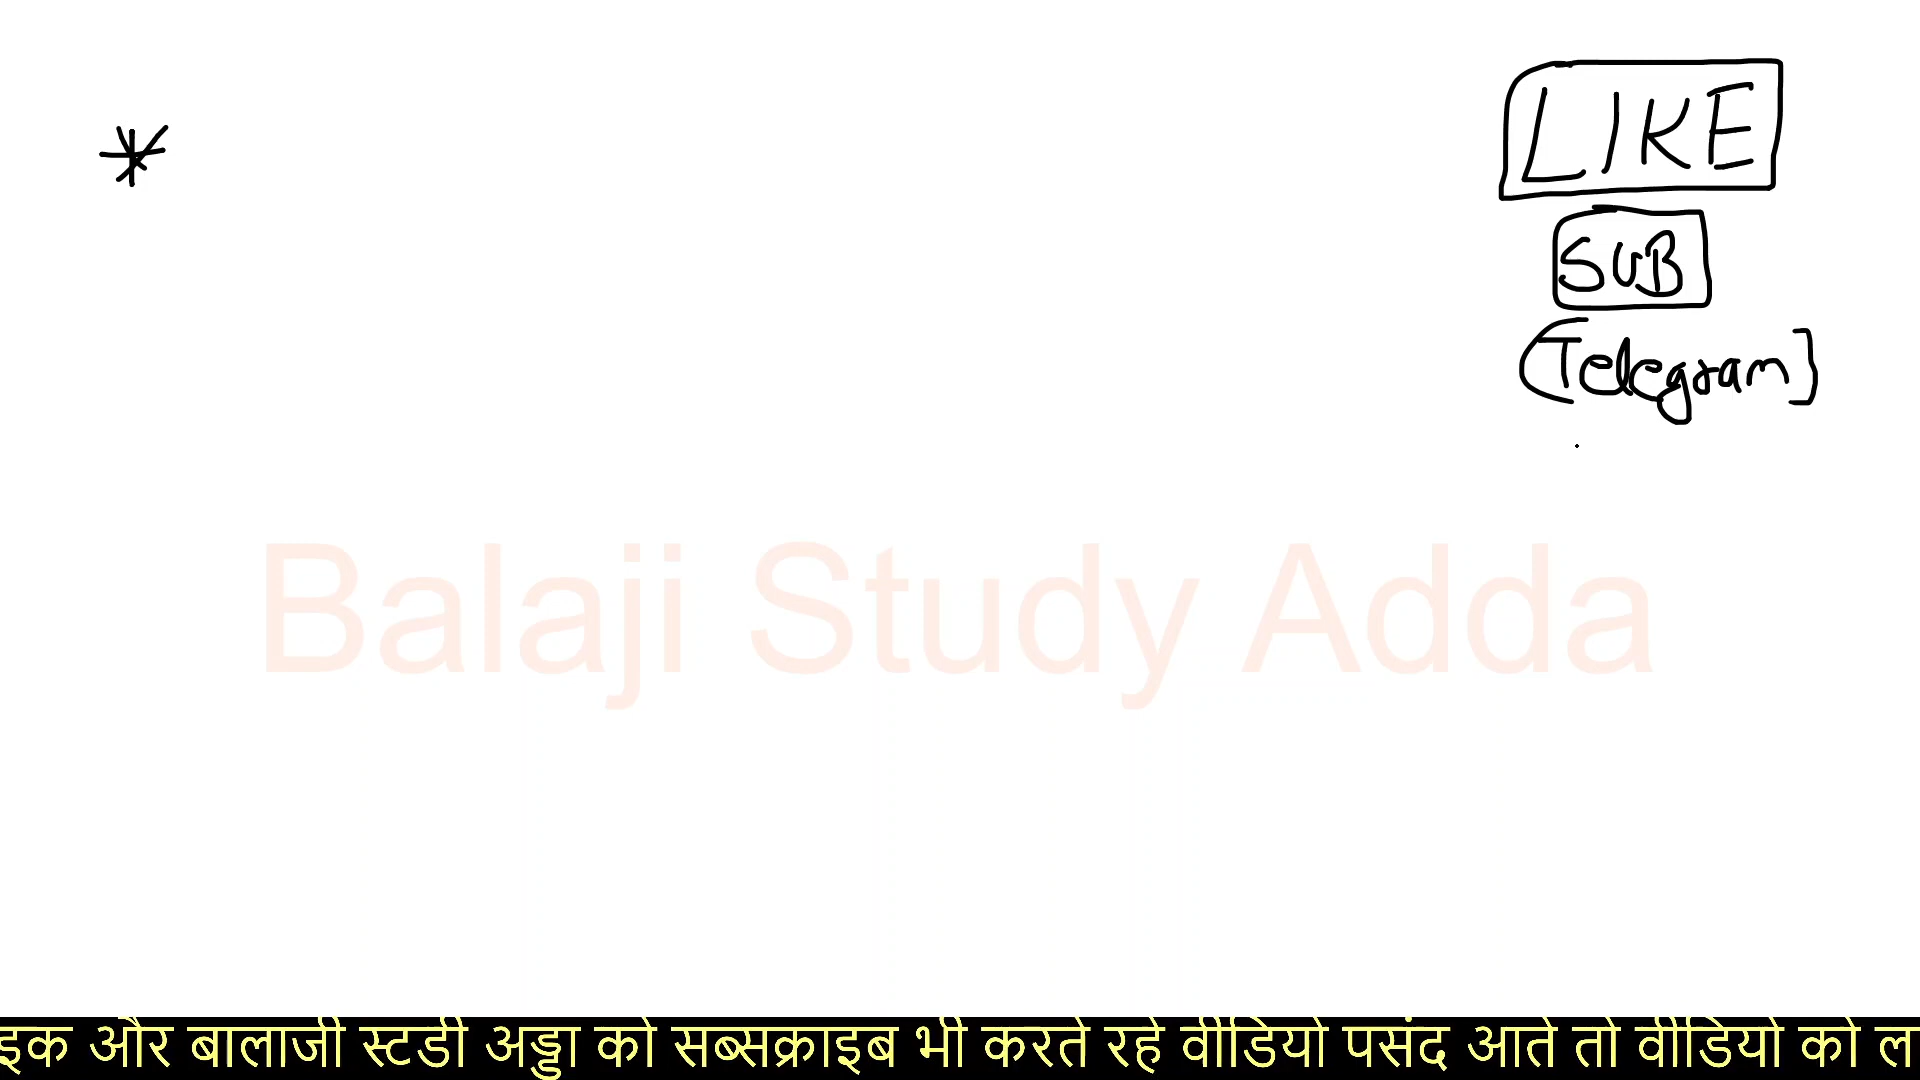 *
LIKE
SUB
(Telegram]
Balaji Study Adda
इक और बालाजी स्टडी अड्डा को सब्सक्राइब भी करते रहे वीडियो पसंद आते तो वीडियो को ल